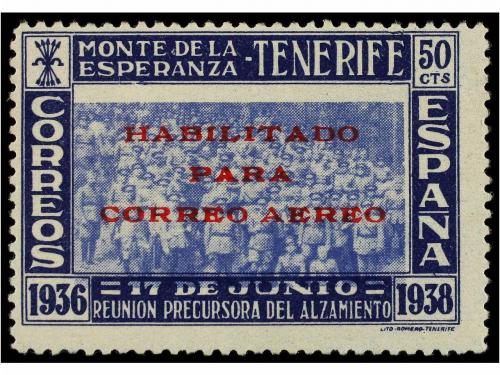 MONTE DE LA
ESPERANZA - TENERIFE
50
CTS
CORREOS
ESPAÑA
HABILITADO
PARA
CORREO AEREO
17 DE JUNIO
1936
REUNION PRECURSORA DEL ALZAMIENTO
1938
LITO-ROMERO-TENERIFE